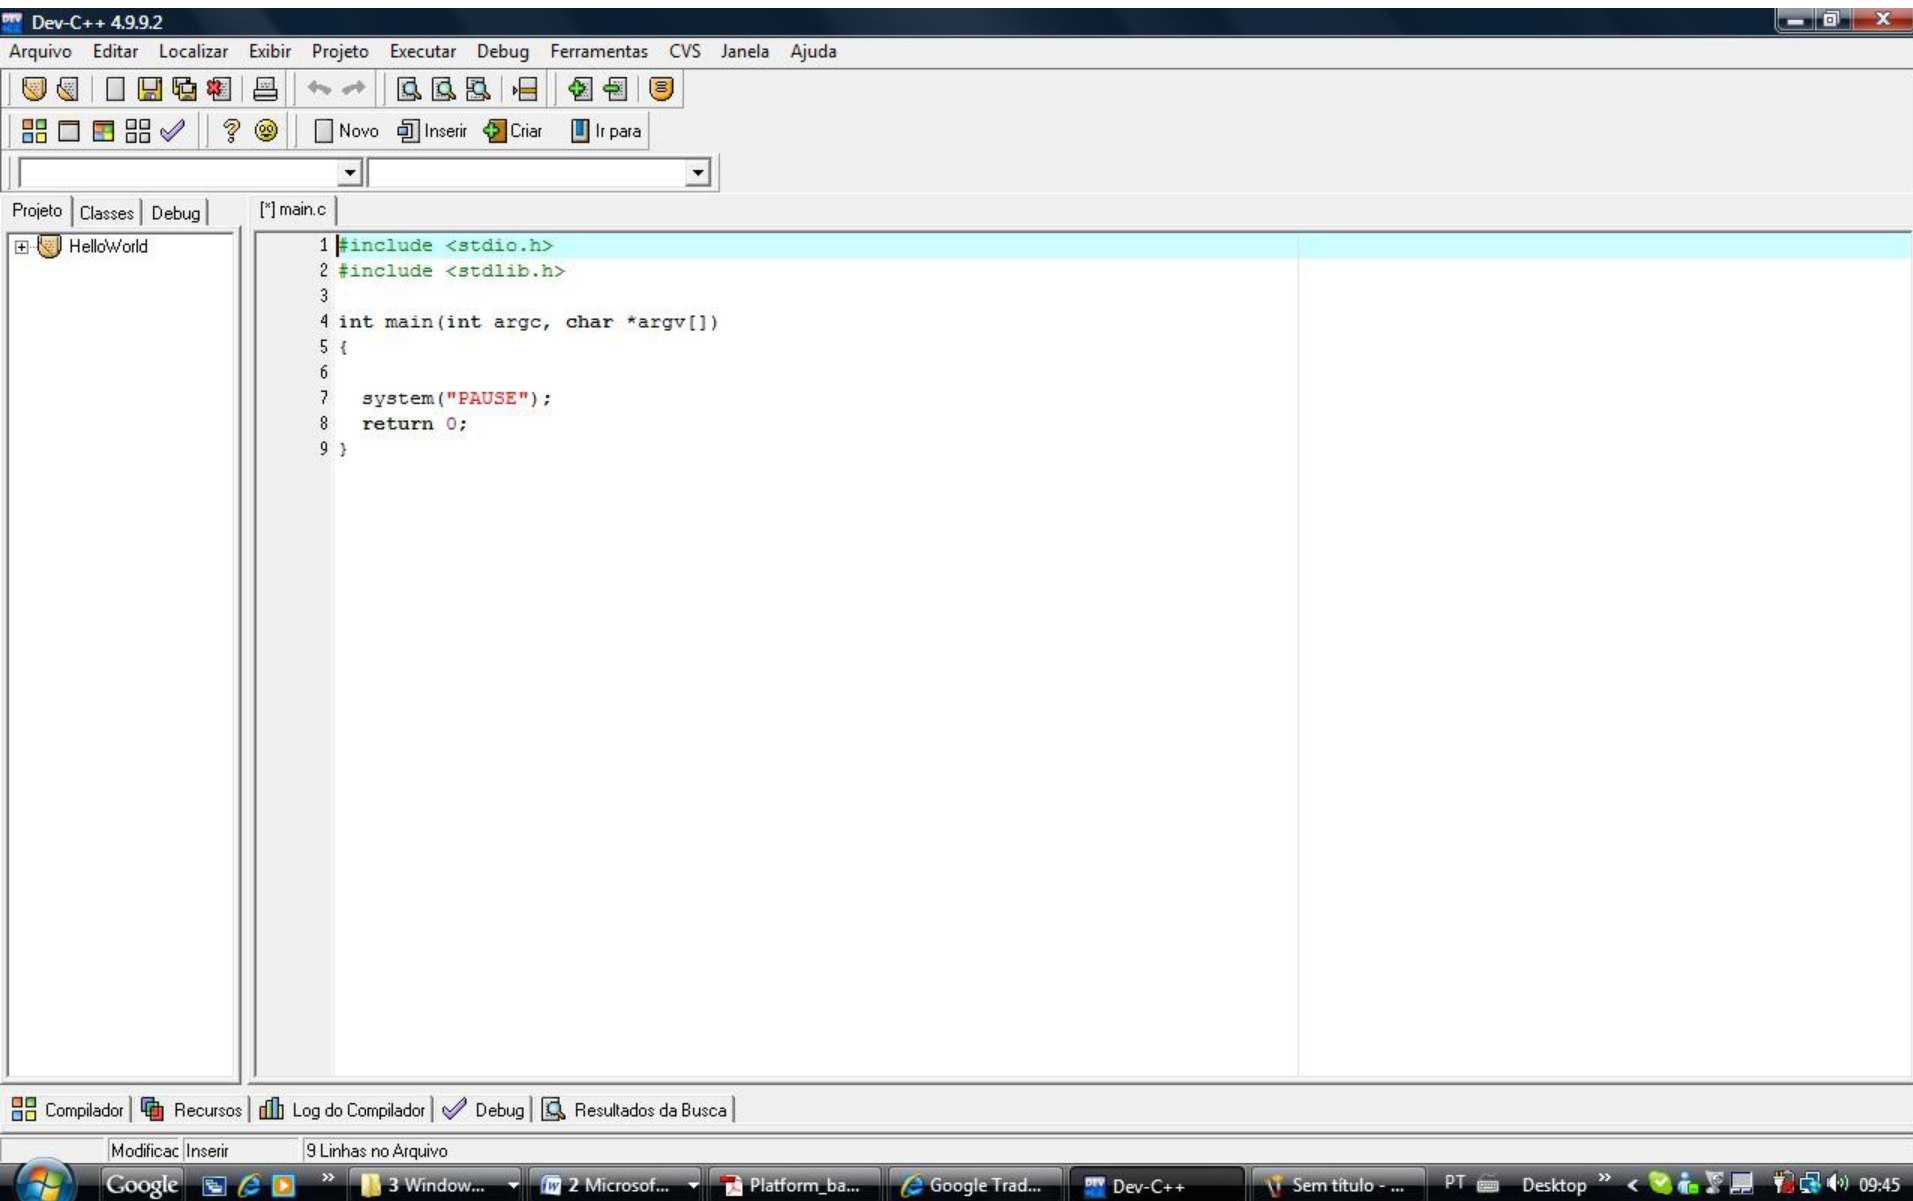 Dev-C++ 4.9.9.2
Arquivo Editar Localizar Exibir Projeto Executar Debug Ferramentas CVS Janela Ajuda
Novo Inserir Criar Ir para
Projeto Classes Debug [*] main.c
HelloWorld
1 #include <stdio.h>
2 #include <stdlib.h>
3
4 int main(int argc, char *argv[])
5 {
6
7 system("PAUSE");
8 return 0;
9 }
Compilador Recursos Log do Compilador Debug Resultados da Busca
Modificac Inserir 9 Linhas no Arquivo
Google » 3 Window... 2 Microsof... Platform_ba... Google Trad... Dev-C++ Sem título - ... PT Desktop » < 09:45